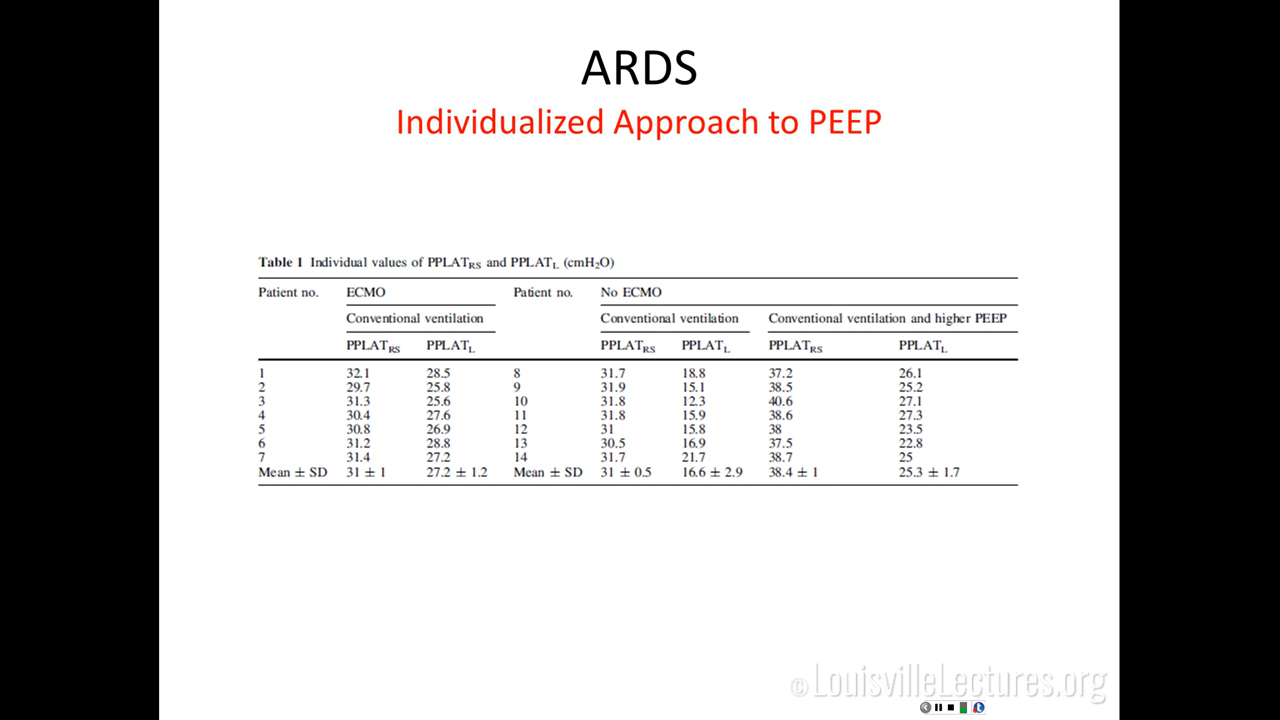 ARDS
Individualized Approach to PEEP
Table 1 Individual values of PPLATRS and PPLATL (cmH2O)
Patient no. ECMO Patient no. No ECMO
Conventional ventilation Conventional ventilation Conventional ventilation and higher PEEP
PPLATRS PPLATL PPLATRS PPLATL PPLATRS PPLATL
1 32.1 28.5 8 31.7 18.8 37.2 26.1
2 29.7 25.8 9 31.9 15.1 38.5 25.2
3 31.3 25.6 10 31.8 12.3 40.6 27.1
4 30.4 27.6 11 31.8 15.9 38.6 27.3
5 30.8 26.9 12 31 15.8 38 23.5
6 31.2 28.8 13 30.5 16.9 37.5 22.8
7 31.4 27.2 14 31.7 21.7 38.7 25
Mean ± SD 31 ± 1 27.2 ± 1.2 Mean ± SD 31 ± 0.5 16.6 ± 2.9 38.4 ± 1 25.3 ± 1.7
© LouisvilleLectures.org